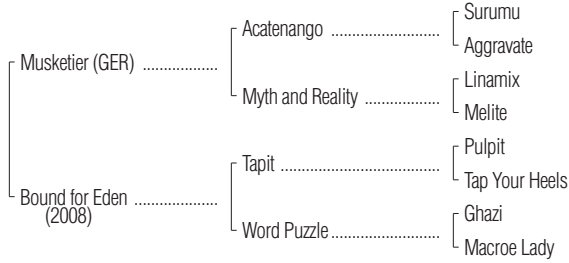 Surumu
Acatenango ....................
Aggravate
Musketier (GER) ..................
Linamix
Myth and Reality ..................
Melite
Pulpit
Tapit ......................................
Tap Your Heels
Bound for Eden ....................
(2008)
Ghazi
Word Puzzle..........................
Macroe Lady